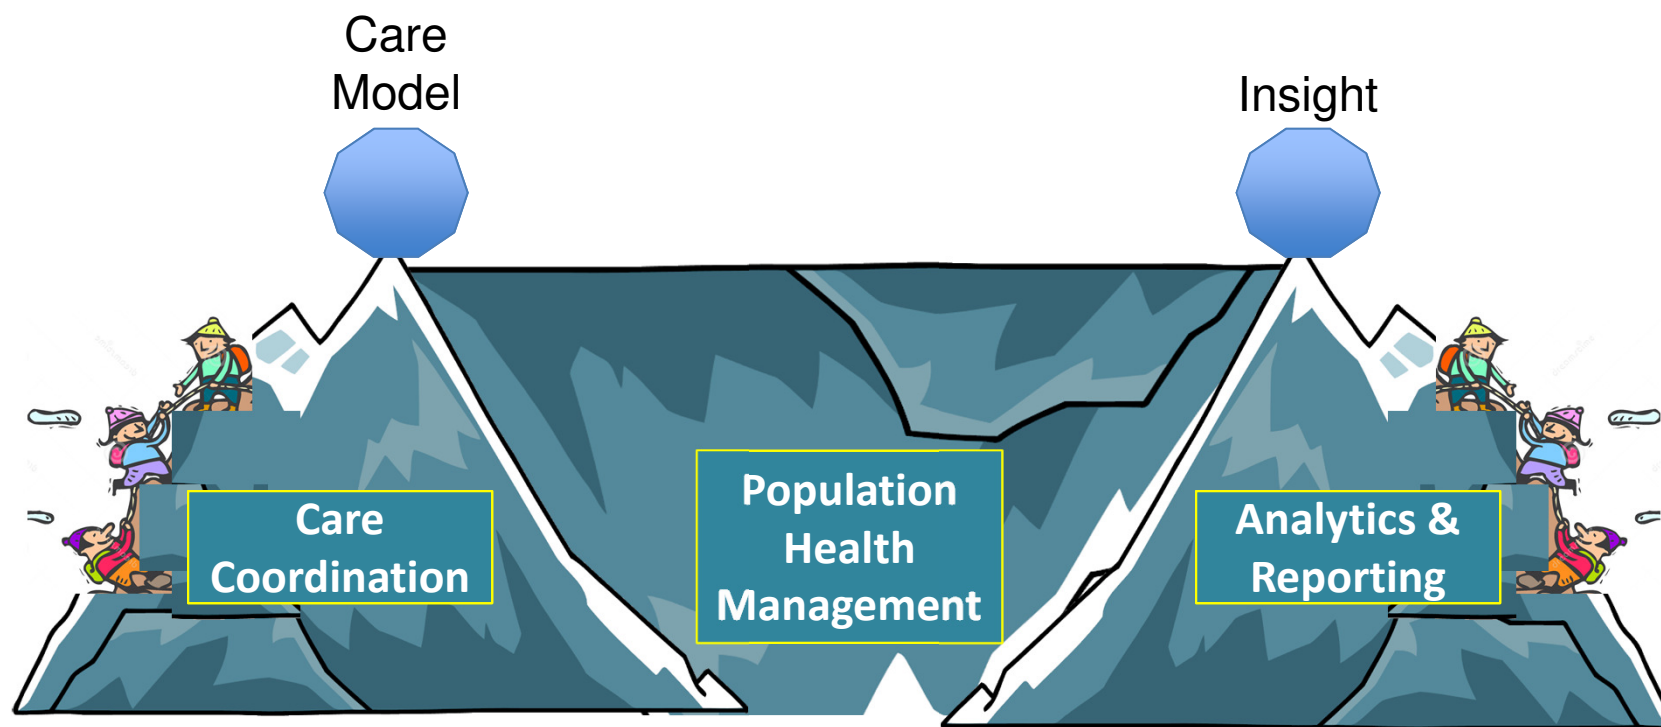 Care
Model
Insight
Care
Coordination
Population
Health
Management
Analytics &
Reporting